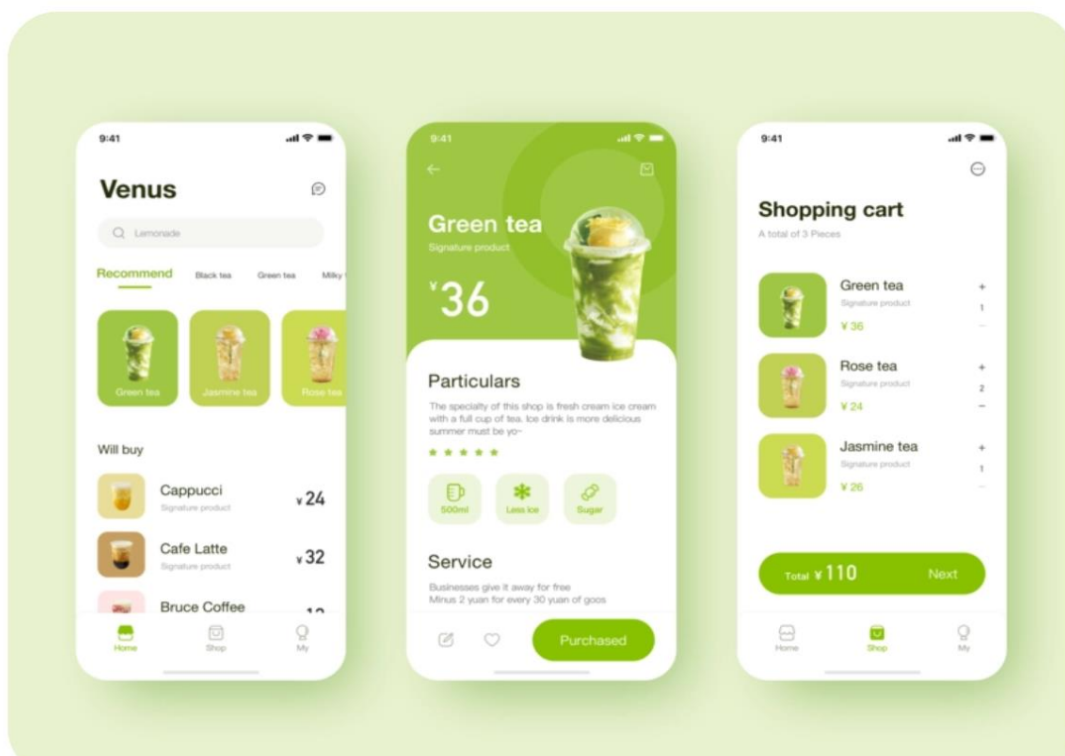 9:41
Venus
Lemonade
Recommend Black tea Green tea Milky
Green tea Jasmine tea Rose tea
Will buy
Cappucci
Signature product
¥ 24
Cafe Latte
Signature product
¥ 32
Bruce Coffee
Home Shop My
9:41
Green tea
Signature product
¥ 36
Particulars
The specialty of this shop is fresh cream ice cream
with a full cup of tea. Ice drink is more delicious
summer must be yo~
500ml Less ice Sugar
Service
Businesses give it away for free
Minus 2 yuan for every 30 yuan of goos
Purchased
9:41
Shopping cart
A total of 3 Pieces
Green tea
Signature product
¥ 36
+
1
−
Rose tea
Signature product
¥ 24
+
2
−
Jasmine tea
Signature product
¥ 26
+
1
−
Total ¥ 110 Next
Home Shop My